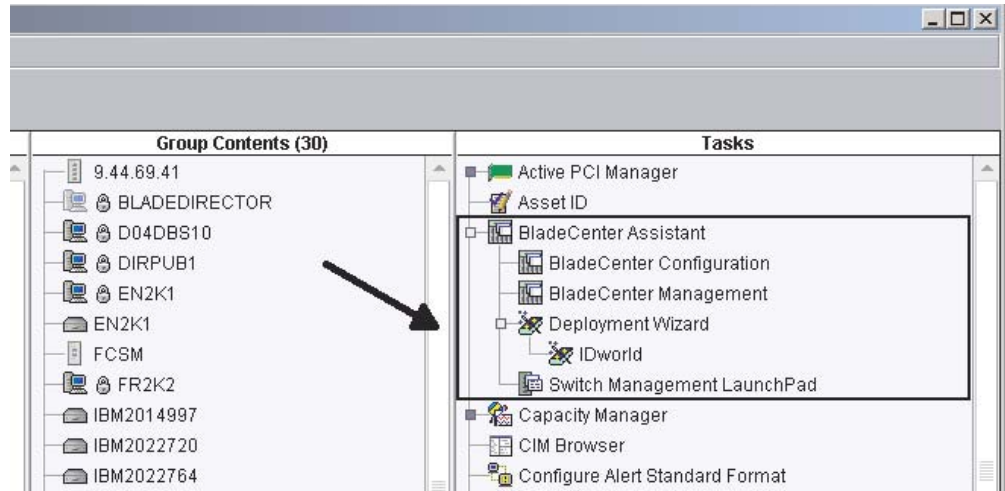 Group Contents (30)
9.44.69.41
BLADEDIRECTOR
D04DBS10
DIRPUB1
EN2K1
EN2K1
FCSM
FR2K2
IBM2014997
IBM2022720
IBM2022764
Tasks
Active PCI Manager
Asset ID
BladeCenter Assistant
BladeCenter Configuration
BladeCenter Management
Deployment Wizard
IDworld
Switch Management LaunchPad
Capacity Manager
CIM Browser
Configure Alert Standard Format